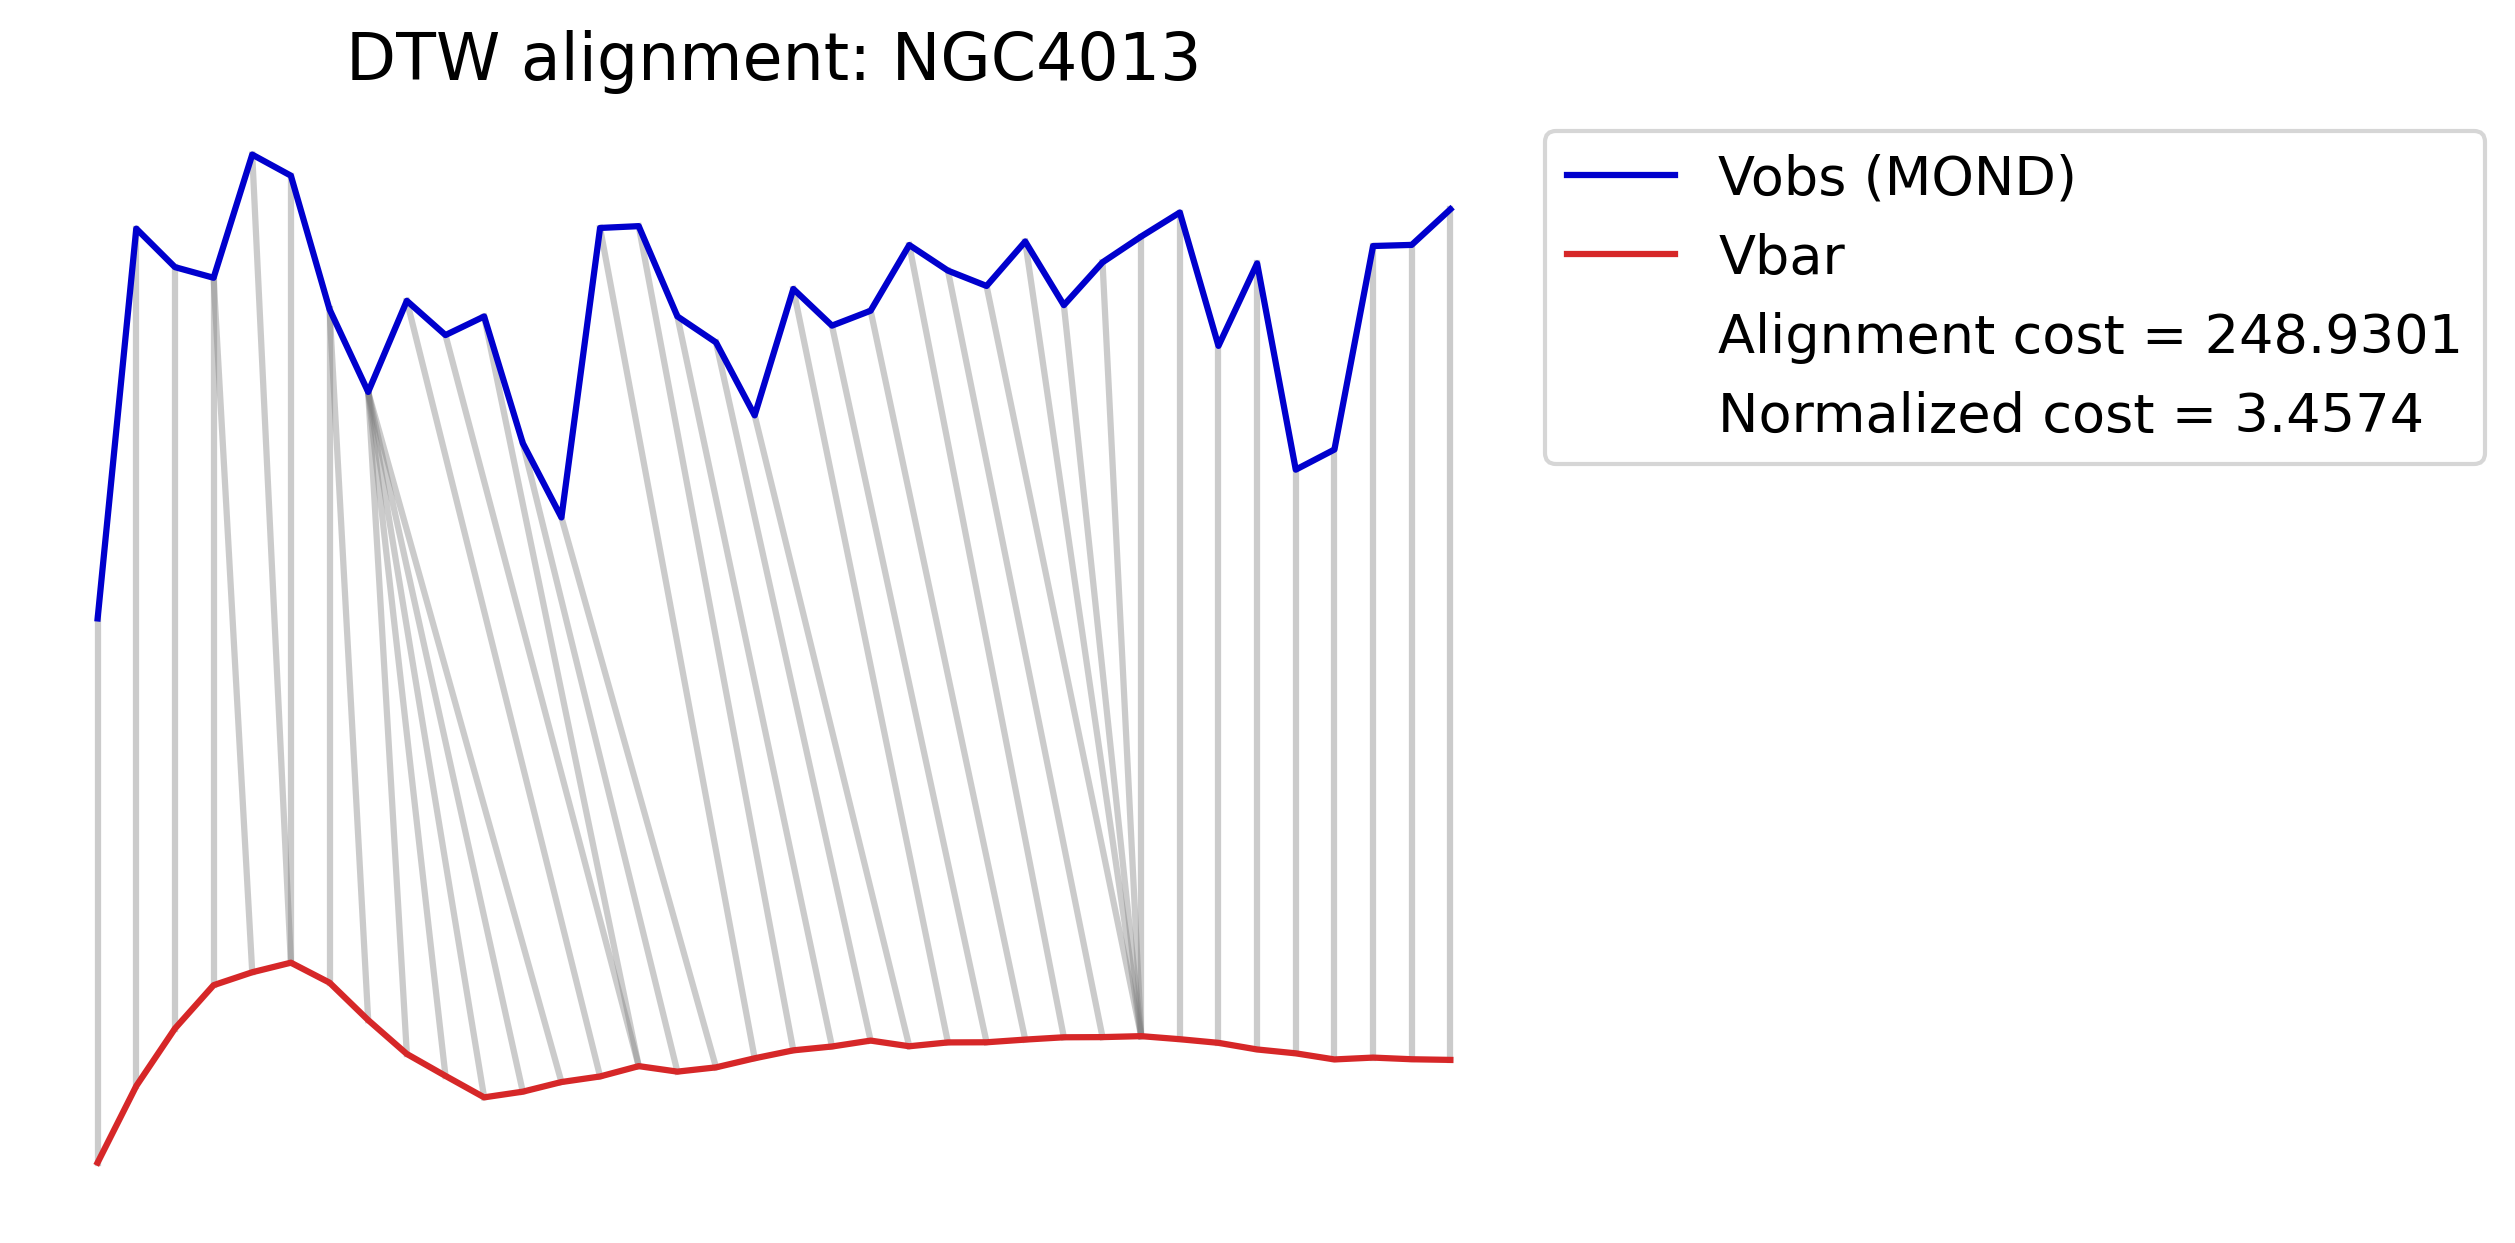 DTW alignment: NGC4013
Vobs (MOND)
Vbar
Alignment cost = 248.9301
Normalized cost = 3.4574